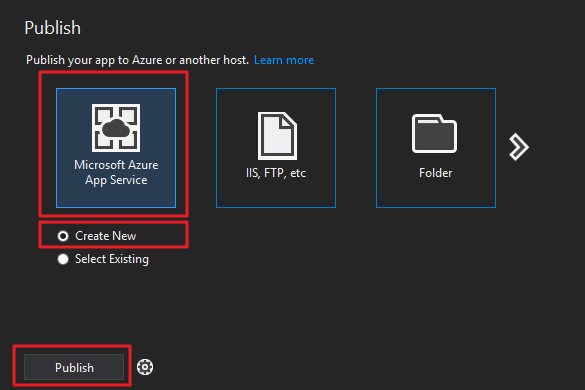 Publish
Publish your app to Azure or another host. Learn more
Microsoft Azure
App Service
IIS, FTP, etc
Folder
Create New
Select Existing
Publish